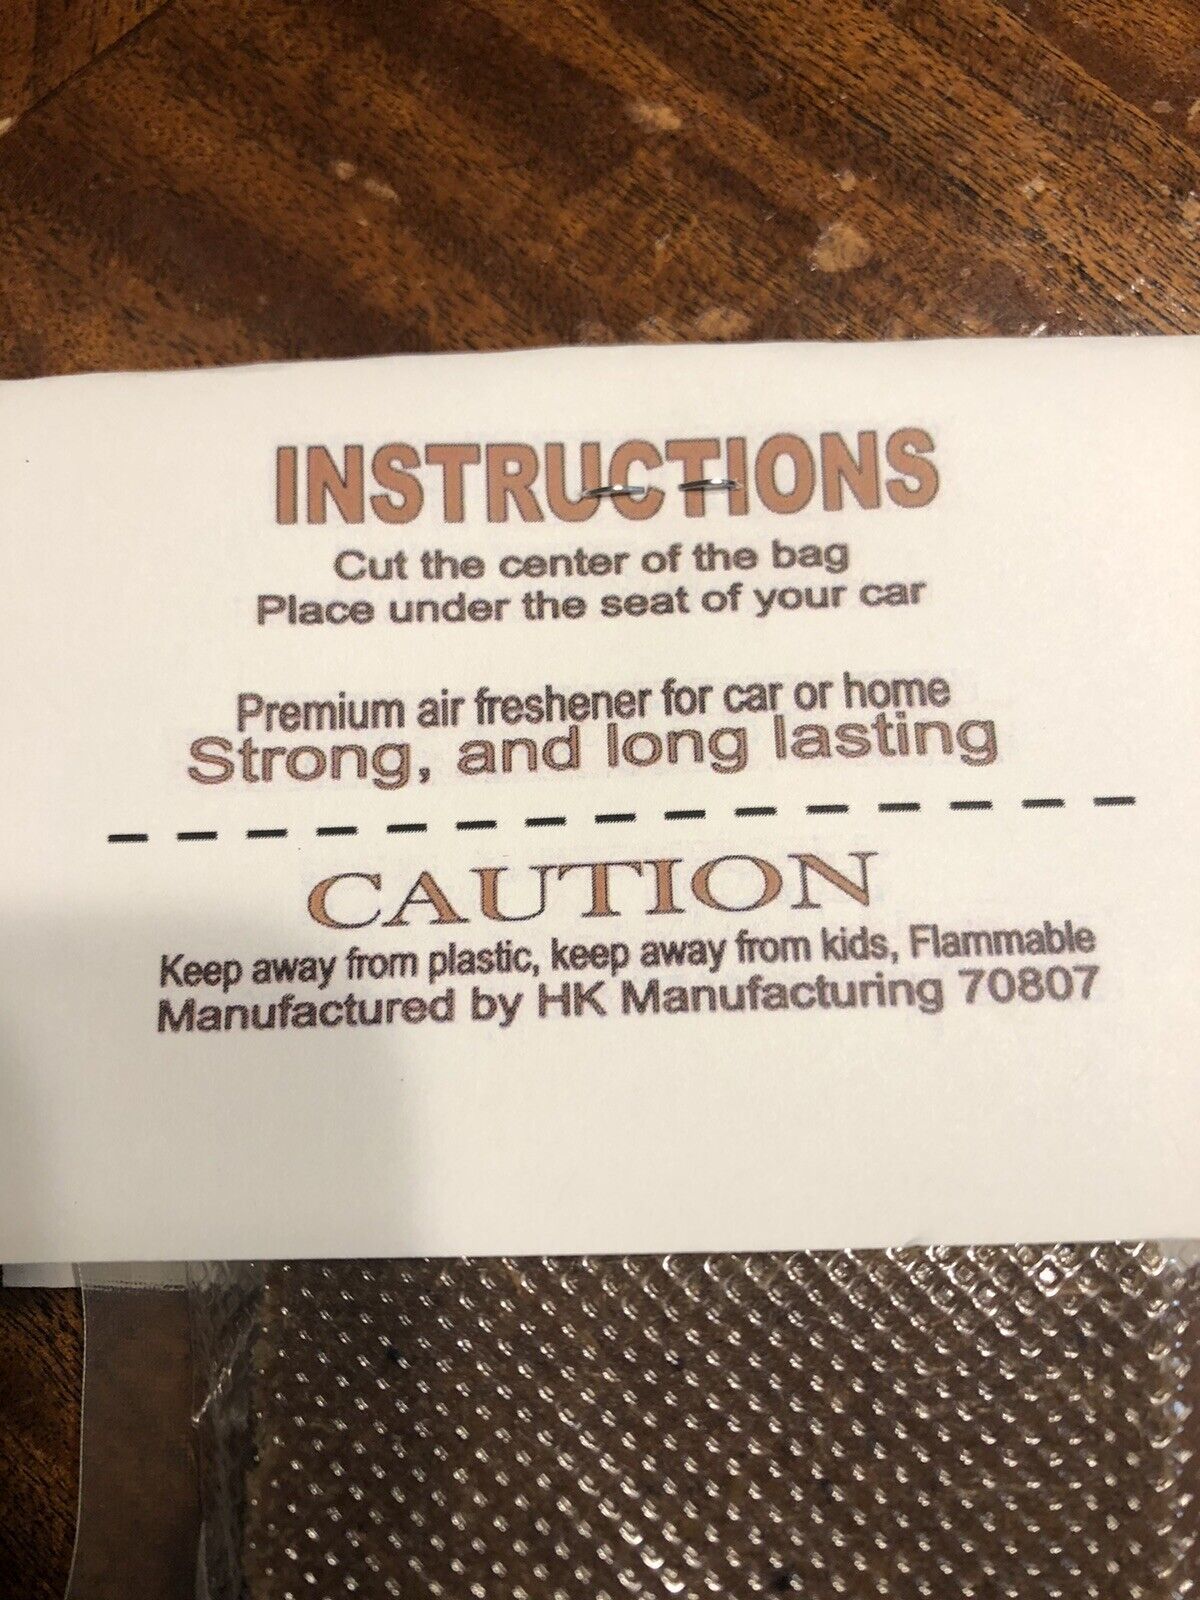 INSTRUCTIONS
Cut the center of the bag
Place under the seat of your car
Premium air freshener for car or home
Strong, and long lasting
CAUTION
Keep away from plastic, keep away from kids, Flammable
Manufactured by HK Manufacturing 70807